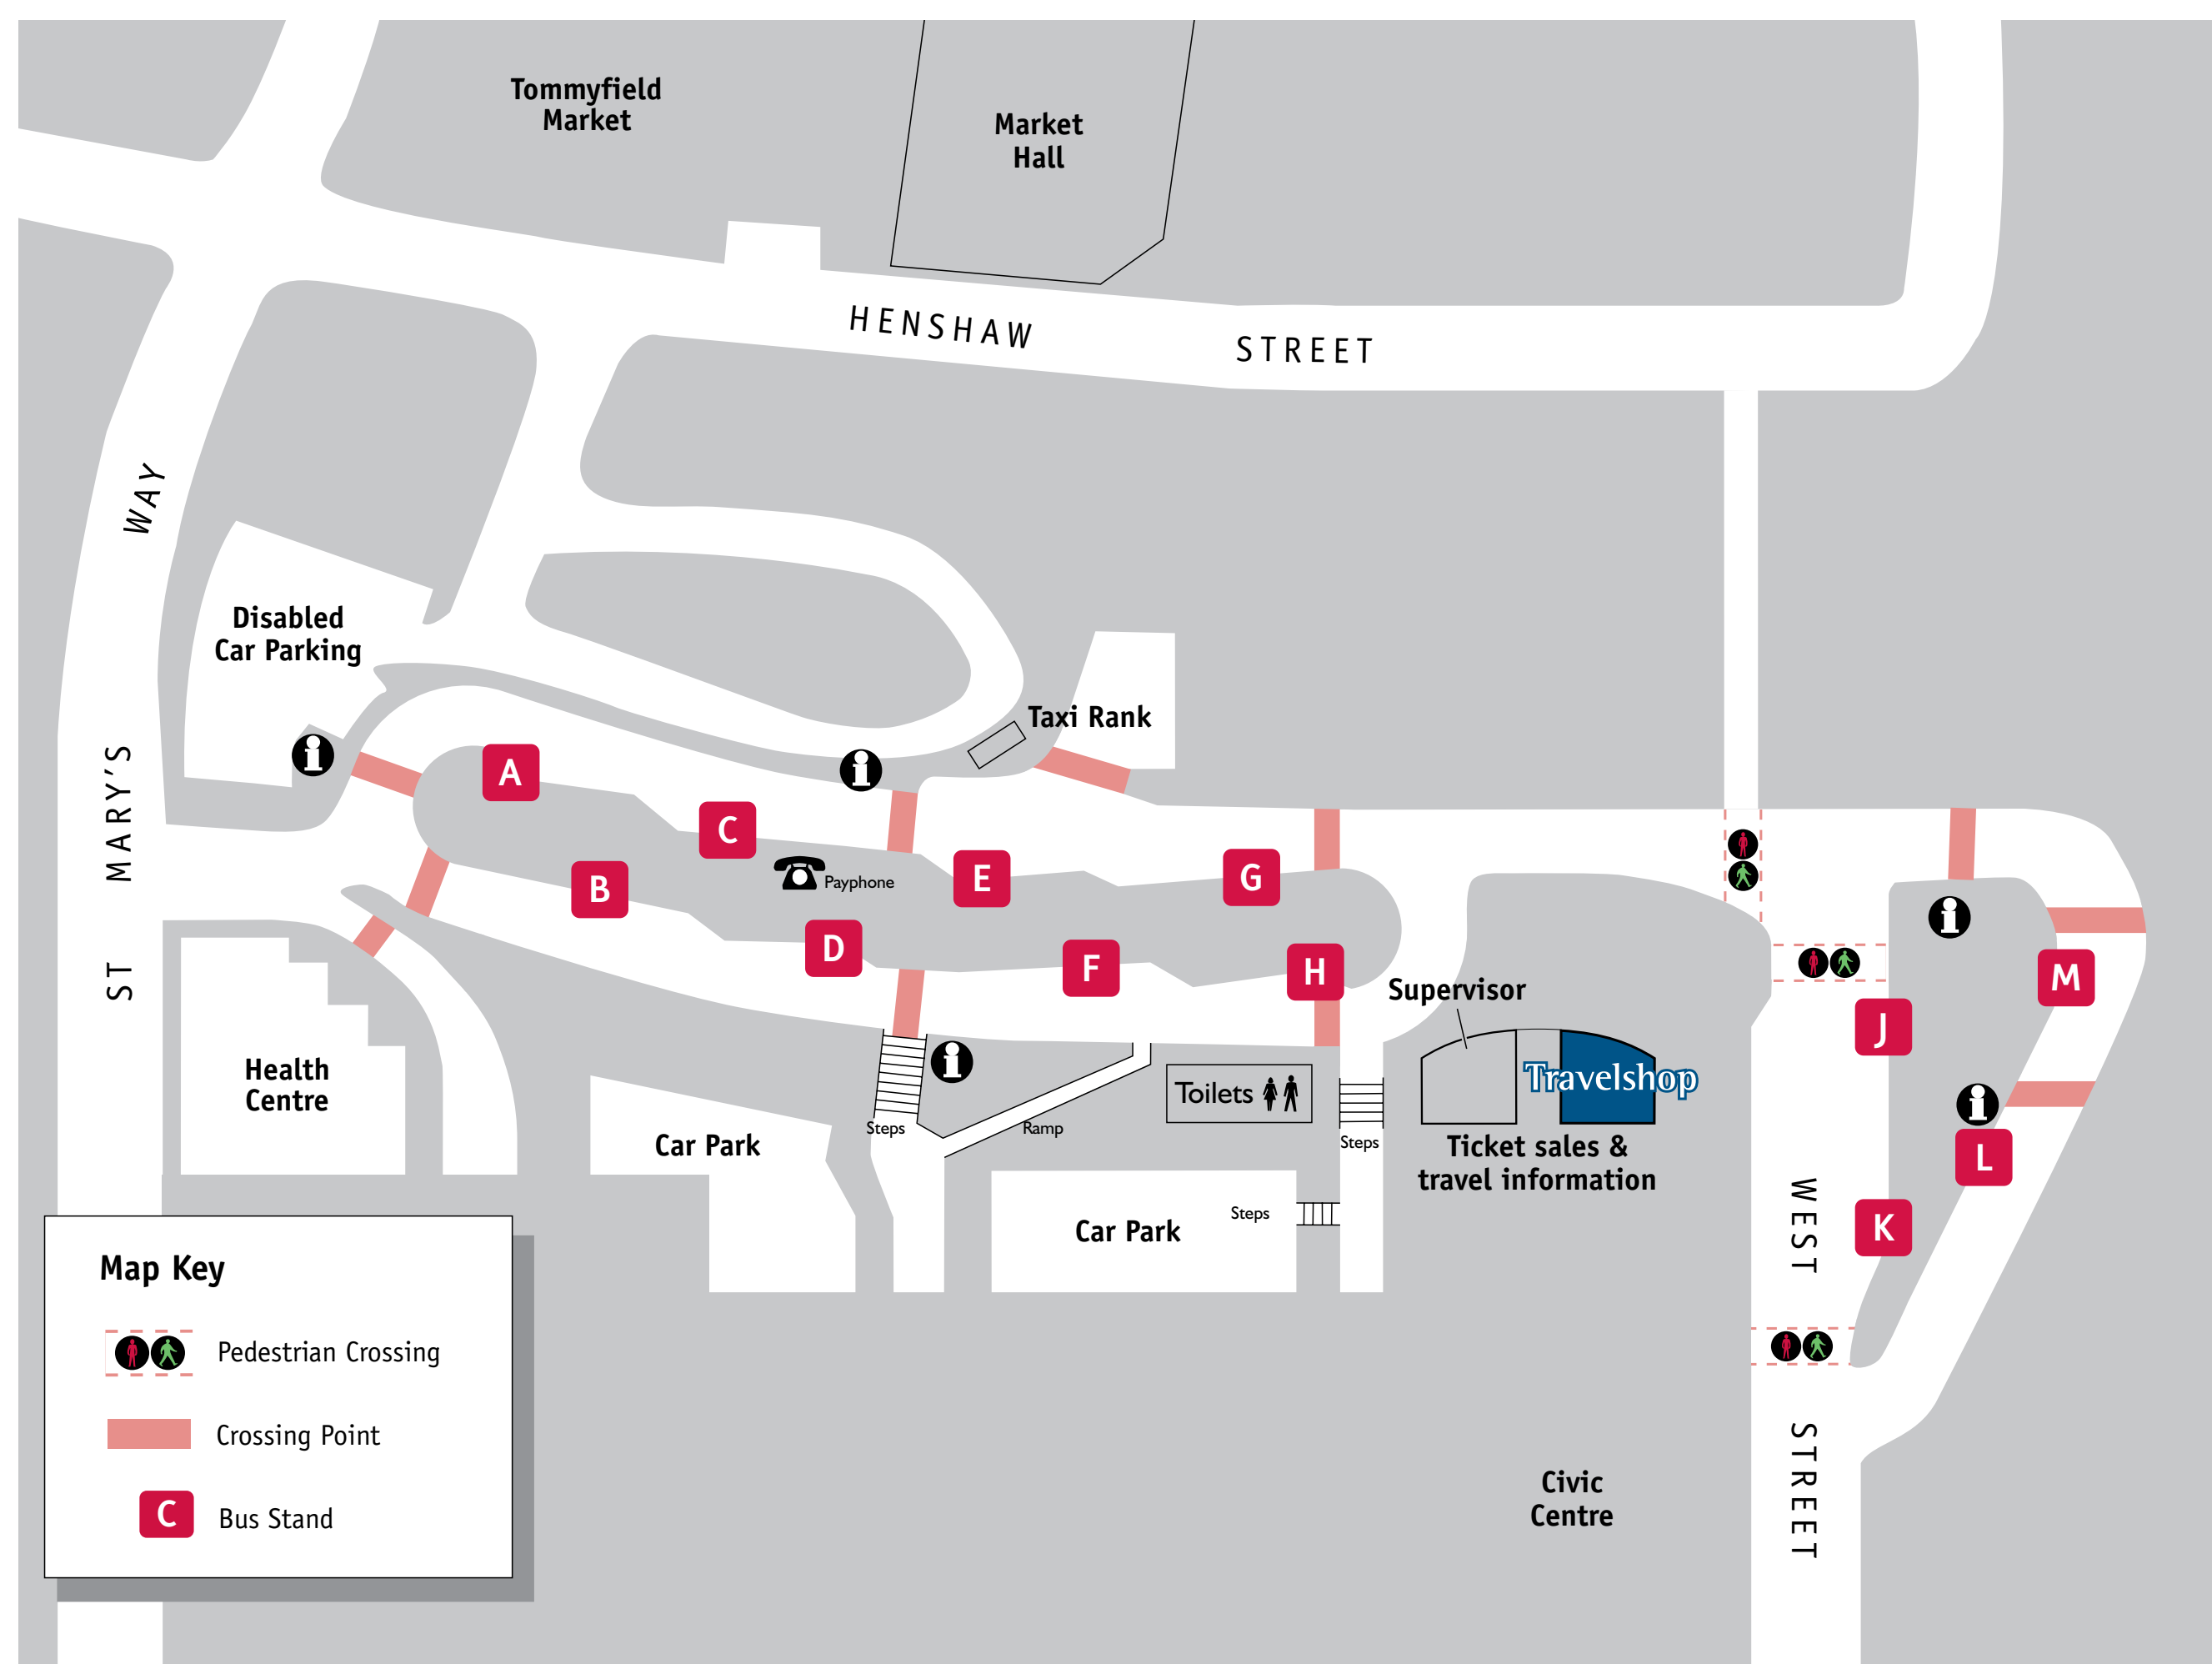 Tommyfield
Market
Market
Hall
HENSHAW STREET
WAY
Disabled
Car Parking
Taxi Rank
ST MARY'S
A
C
Payphone
E
G
B
D
F
H
Supervisor
M
J
Health
Centre
Travelshop
Toilets
Steps
Ramp
Car Park
Steps
Ticket sales &
travel information
L
Car Park
Steps
K
WEST STREET
Map Key
Pedestrian Crossing
Crossing Point
C
Bus Stand
Civic
Centre